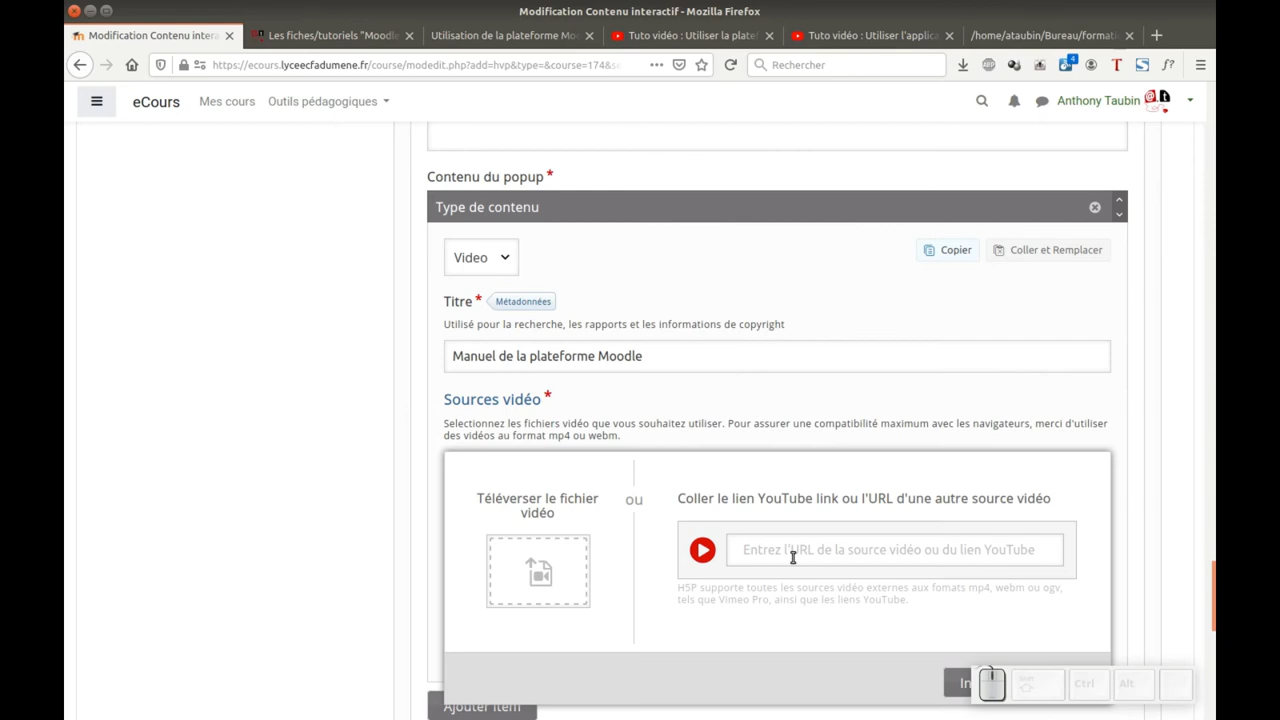 Modification Contenu interactif - Mozilla Firefox
Modification Contenu intera
Les fiches/tutoriels "Moodle
Utilisation de la plateforme Mo
Tuto vidéo : Utiliser la platef
Tuto vidéo : Utiliser l'applica
/home/ataubin/Bureau/formati
https://ecours.lyceecfadumene.fr/course/modedit.php?add=hvp&type=&course=174&s
Rechercher
4
eCours
Mes cours
Outils pédagogiques
Anthony Taubin
Contenu du popup *
Type de contenu
Video
Copier
Coller et Remplacer
Titre * Métadonnées
Utilisé pour la recherche, les rapports et les informations de copyright
Manuel de la plateforme Moodle
Sources vidéo *
Selectionnez les fichiers vidéo que vous souhaitez utiliser. Pour assurer une compatibilité maximum avec les navigateurs, merci d'utiliser
des vidéos au format mp4 ou webm.
Téléverser le fichier
vidéo
ou
Coller le lien YouTube link ou l'URL d'une autre source vidéo
Entrez l'URL de la source vidéo ou du lien YouTube
H5P supporte toutes les sources vidéo externes aux fomats mp4, webm ou ogv,
tels que Vimeo Pro, ainsi que les liens YouTube.
In
Ctrl
Alt
Ajouter item